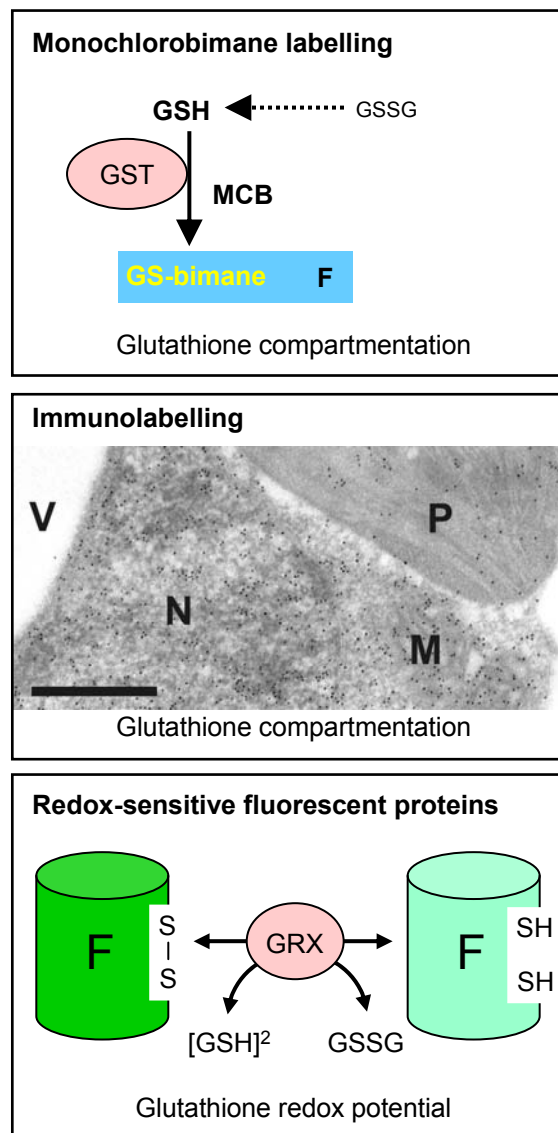 Monochlorobimane labelling
GSH
GSSG
GST
MCB
GS-bimane F
Glutathione compartmentation
Immunolabelling
V
P
N
M
Glutathione compartmentation
Redox-sensitive fluorescent proteins
F
S
S
GRX
F
SH
SH
[GSH]²
GSSG
Glutathione redox potential